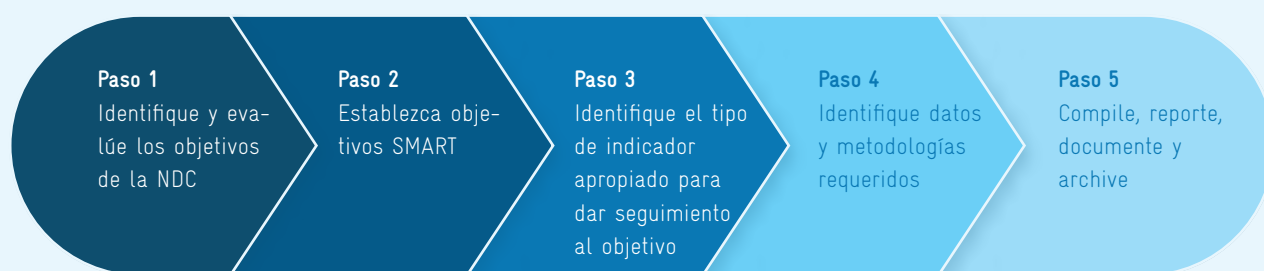 Paso 1
Identifique y eva-
lúe los objetivos
de la NDC
Paso 2
Establezca obje-
tivos SMART
Paso 3
Identifique el tipo
de indicador
apropiado para
dar seguimiento
al objetivo
Paso 4
Identifique datos
y metodologías
requeridos
Paso 5
Compile, reporte,
documente y
archive